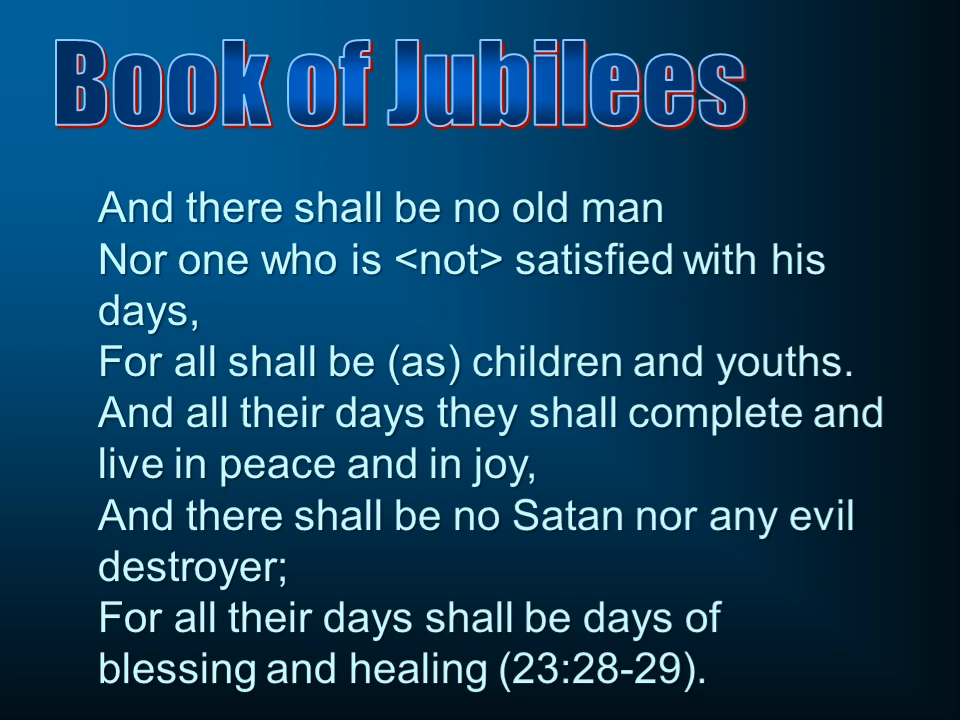 Book of Jubilees
And there shall be no old man
Nor one who is <not> satisfied with his
days,
For all shall be (as) children and youths.
And all their days they shall complete and
live in peace and in joy,
And there shall be no Satan nor any evil
destroyer;
For all their days shall be days of
blessing and healing (23:28-29).